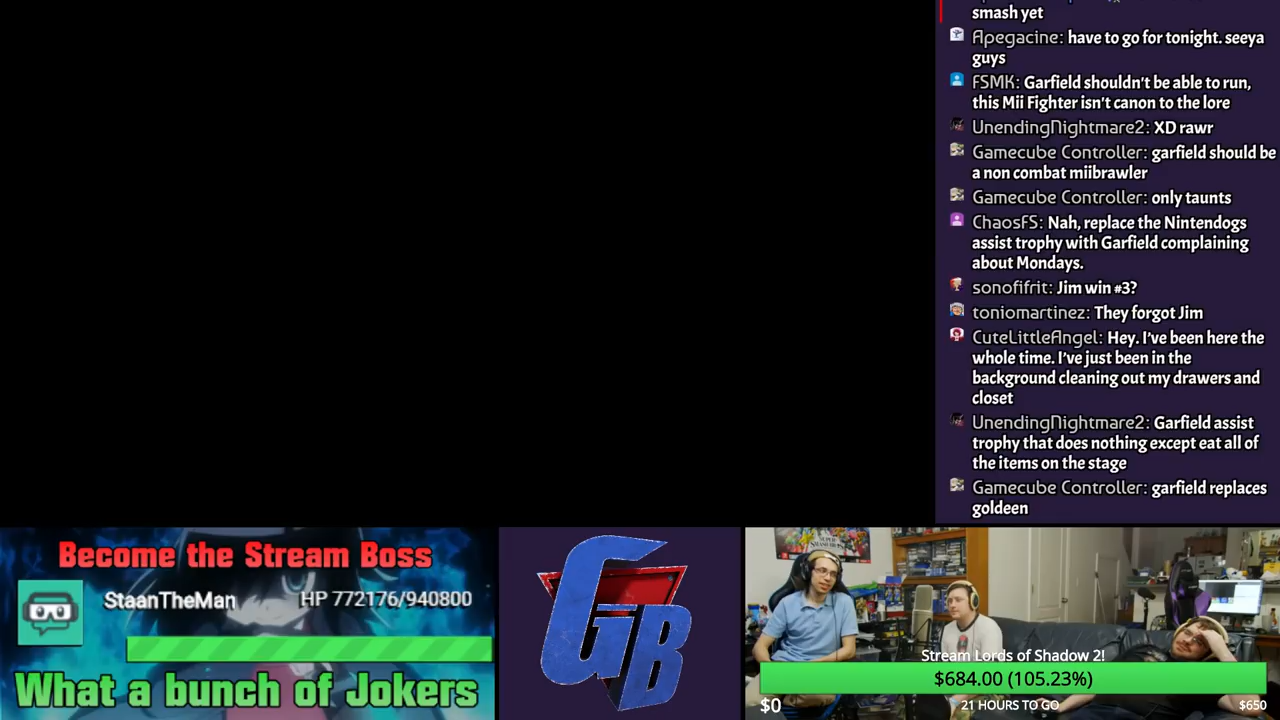 smash yet
Apegacine: have to go for tonight. seeya
guys
FSMK: Garfield shouldn't be able to run,
this Mii Fighter isn't canon to the lore
UnendingNightmare2: XD rawr
Gamecube Controller: garfield should be
a non combat miibrawler
Gamecube Controller: only taunts
ChaosFS: Nah, replace the Nintendogs
assist trophy with Garfield complaining
about Mondays.
sonofifrit: Jim win #3?
toniomartinez: They forgot Jim
CuteLittleAngel: Hey. I've been here the
whole time. I've just been in the
background cleaning out my drawers and
closet
UnendingNightmare2: Garfield assist
trophy that does nothing except eat all of
the items on the stage
Gamecube Controller: garfield replaces
goldeen
Become the Stream Boss
StaanTheMan HP 772176/940800
What a bunch of Jokers
GB
Stream Lords of Shadow 2!
$684.00 (105.23%)
$0 21 HOURS TO GO $650